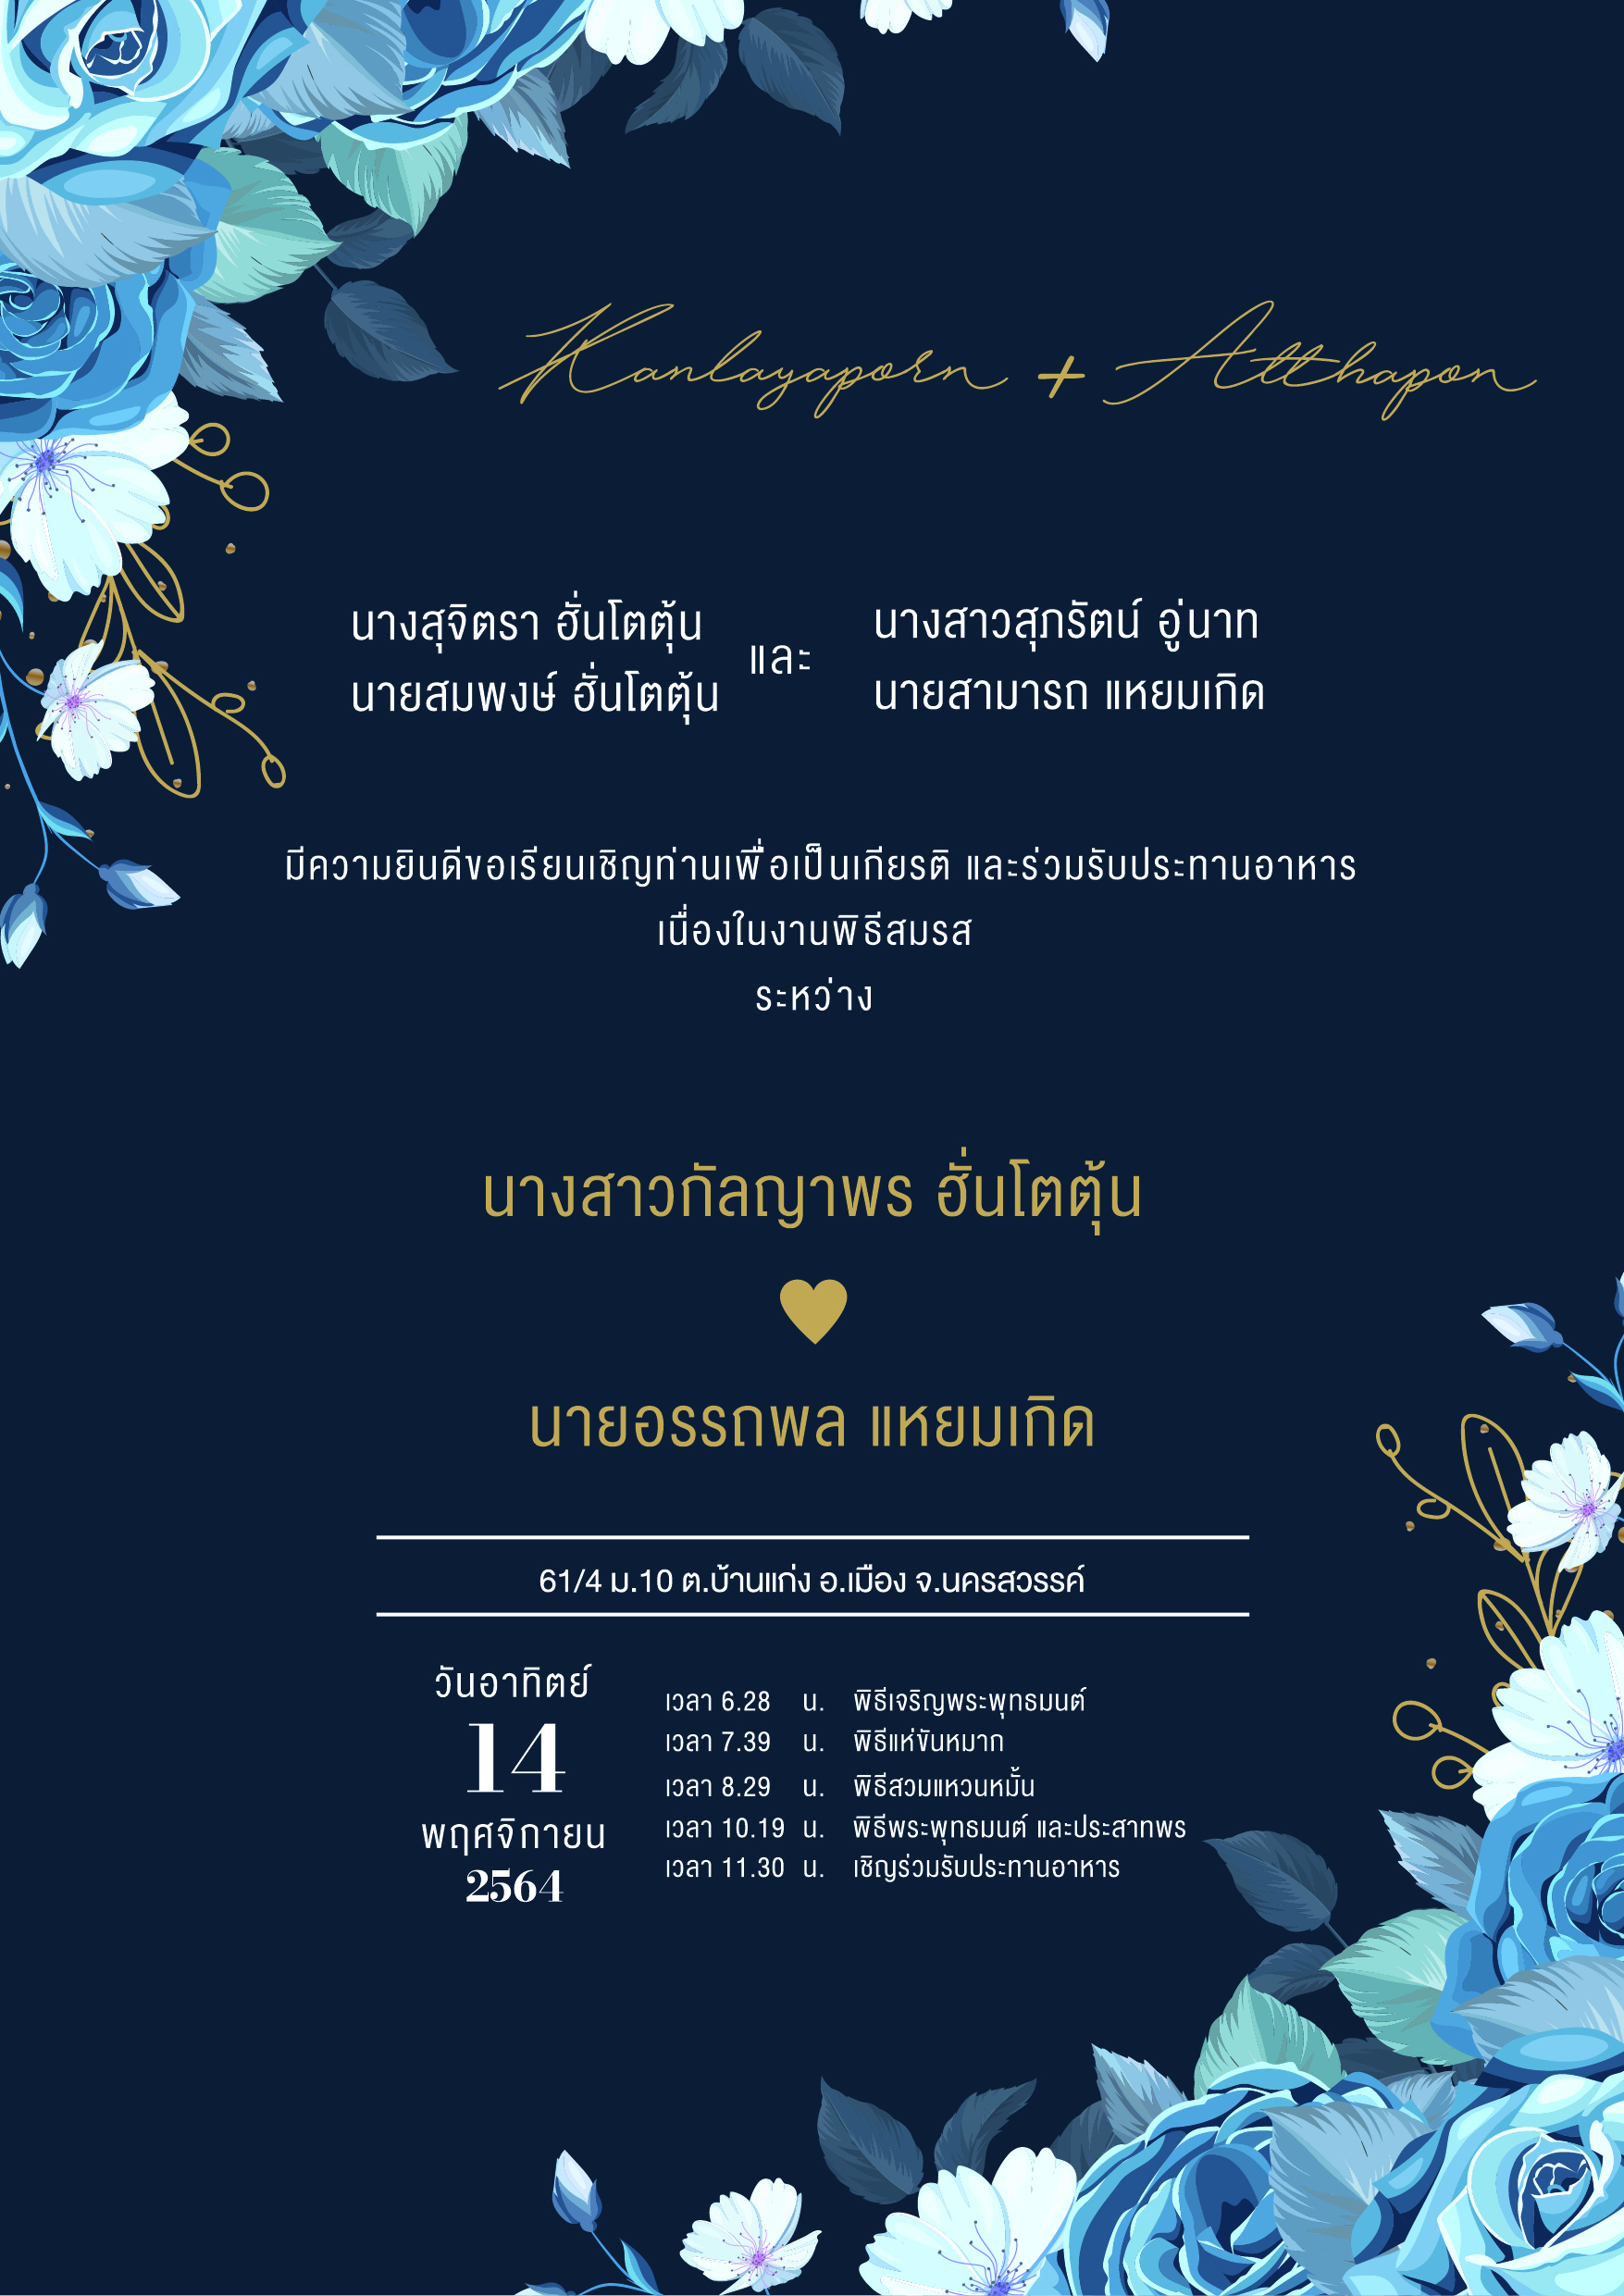 Kanlayaporn + Atthapon
นางสุจิตรา ฮั่นโตตุ้น
นายสมพงษ์ ฮั่นโตตุ้น
และ
นางสาวสุภรัตน์ อู่นาท
นายสามารถ แหยมเกิด
มีความยินดีขอเรียนเชิญท่านเพื่อเป็นเกียรติ และร่วมรับประทานอาหาร
เนื่องในงานพิธีสมรส
ระหว่าง
นางสาวกัลญาพร ฮั่นโตตุ้น
นายอรรถพล แหยมเกิด
61/4 ม.10 ต.บ้านแก่ง อ.เมือง จ.นครสวรรค์
วันอาทิตย์
14
พฤศจิกายน
2564
เวลา 6.28 น. พิธีเจริญพระพุทธมนต์
เวลา 7.39 น. พิธีแห่ขันหมาก
เวลา 8.29 น. พิธีสวมแหวนหมั้น
เวลา 10.19 น. พิธีพระพุทธมนต์ และประสาทพร
เวลา 11.30 น. เชิญร่วมรับประทานอาหาร